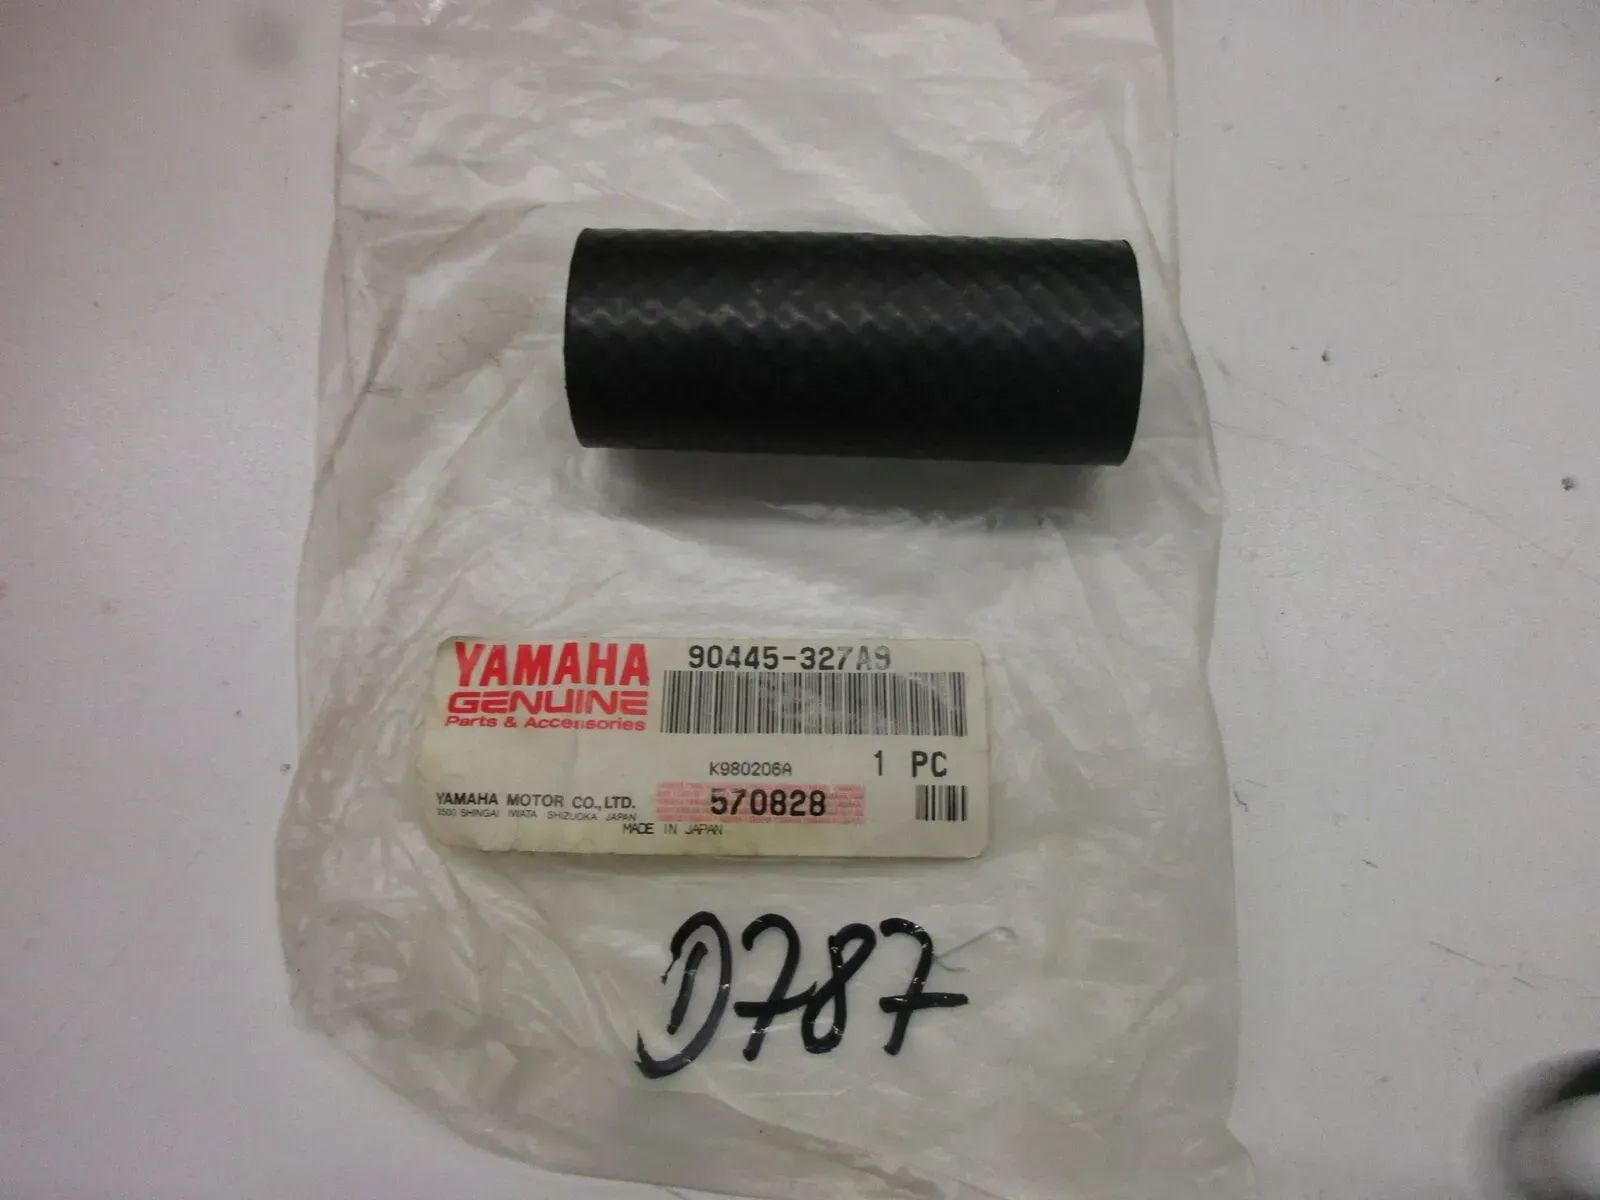 YAMAHA
GENUINE
Parts & Accessories
90445-327A9
K980206A
1 PC
YAMAHA MOTOR CO., LTD.
570828
2500 SHINGAI IWATA SHIZUOKA JAPAN
MADE IN JAPAN
D787